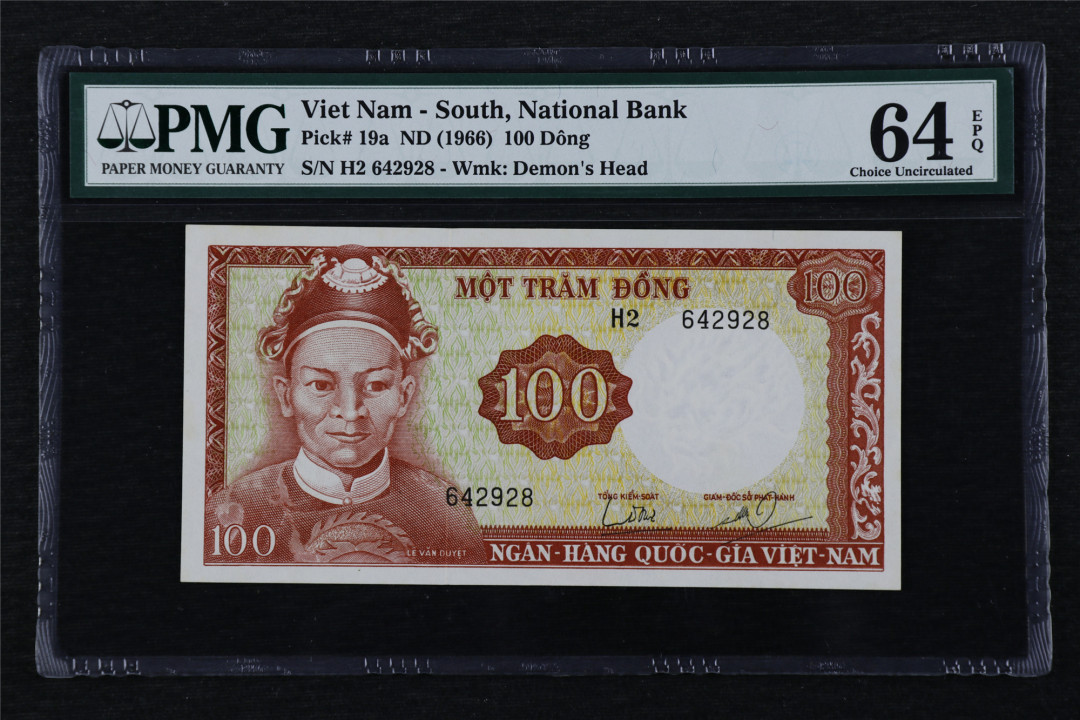 PMG
PAPER MONEY GUARANTY
Viet Nam - South, National Bank
Pick# 19a ND (1966) 100 Dông
S/N H2 642928 - Wmk: Demon's Head
64
EPQ
Choice Uncirculated
MỘT TRĂM ĐỒNG
100
H2 642928
100
642928
TỔNG KIỂM-SOÁT
GIÁM-ĐỐC SỞ PHÁT-HÀNH
100
LÊ VĂN DUYỆT
NGÂN-HÀNG QUỐC-GIA VIỆT-NAM